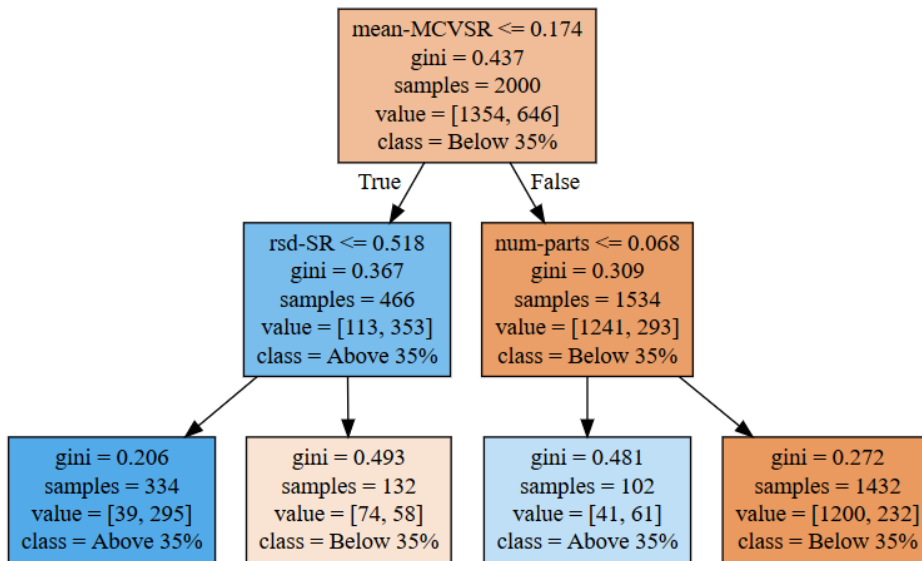 mean-MCVSR <= 0.174
gini = 0.437
samples = 2000
value = [1354, 646]
class = Below 35%
True
False
rsd-SR <= 0.518
gini = 0.367
samples = 466
value = [113, 353]
class = Above 35%
num-parts <= 0.068
gini = 0.309
samples = 1534
value = [1241, 293]
class = Below 35%
gini = 0.206
samples = 334
value = [39, 295]
class = Above 35%
gini = 0.493
samples = 132
value = [74, 58]
class = Below 35%
gini = 0.481
samples = 102
value = [41, 61]
class = Above 35%
gini = 0.272
samples = 1432
value = [1200, 232]
class = Below 35%